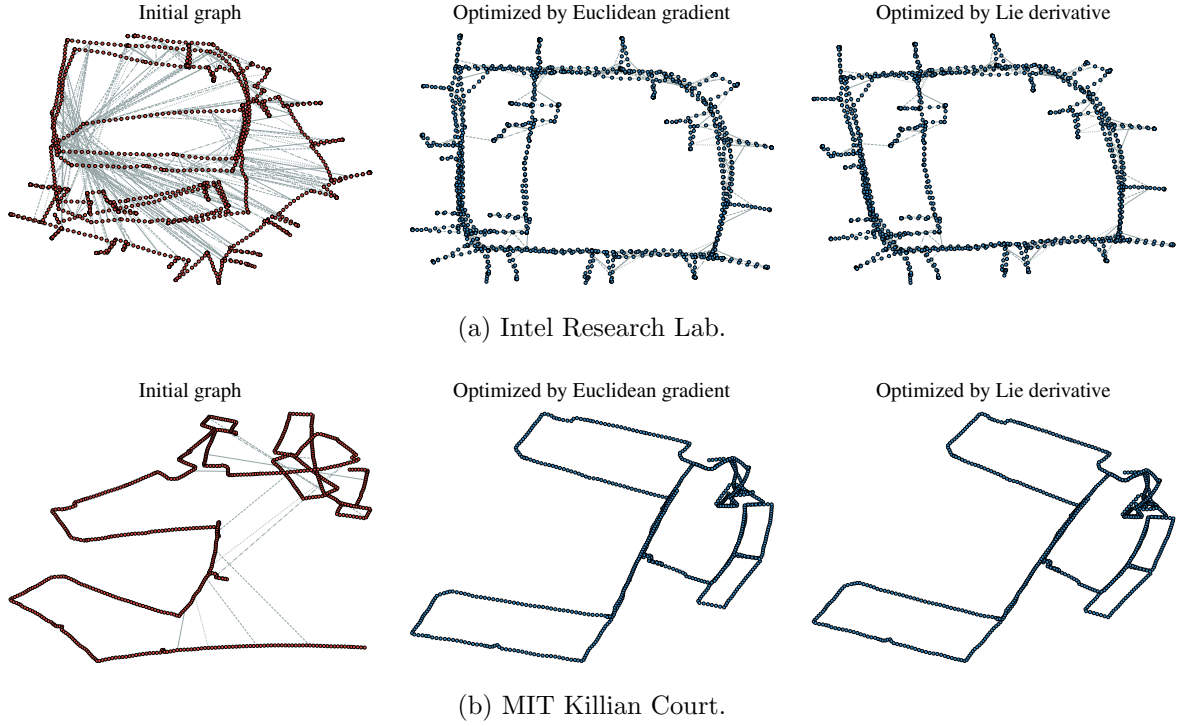 Initial graph
Optimized by Euclidean gradient
Optimized by Lie derivative
(a) Intel Research Lab.
Initial graph
Optimized by Euclidean gradient
Optimized by Lie derivative
(b) MIT Killian Court.